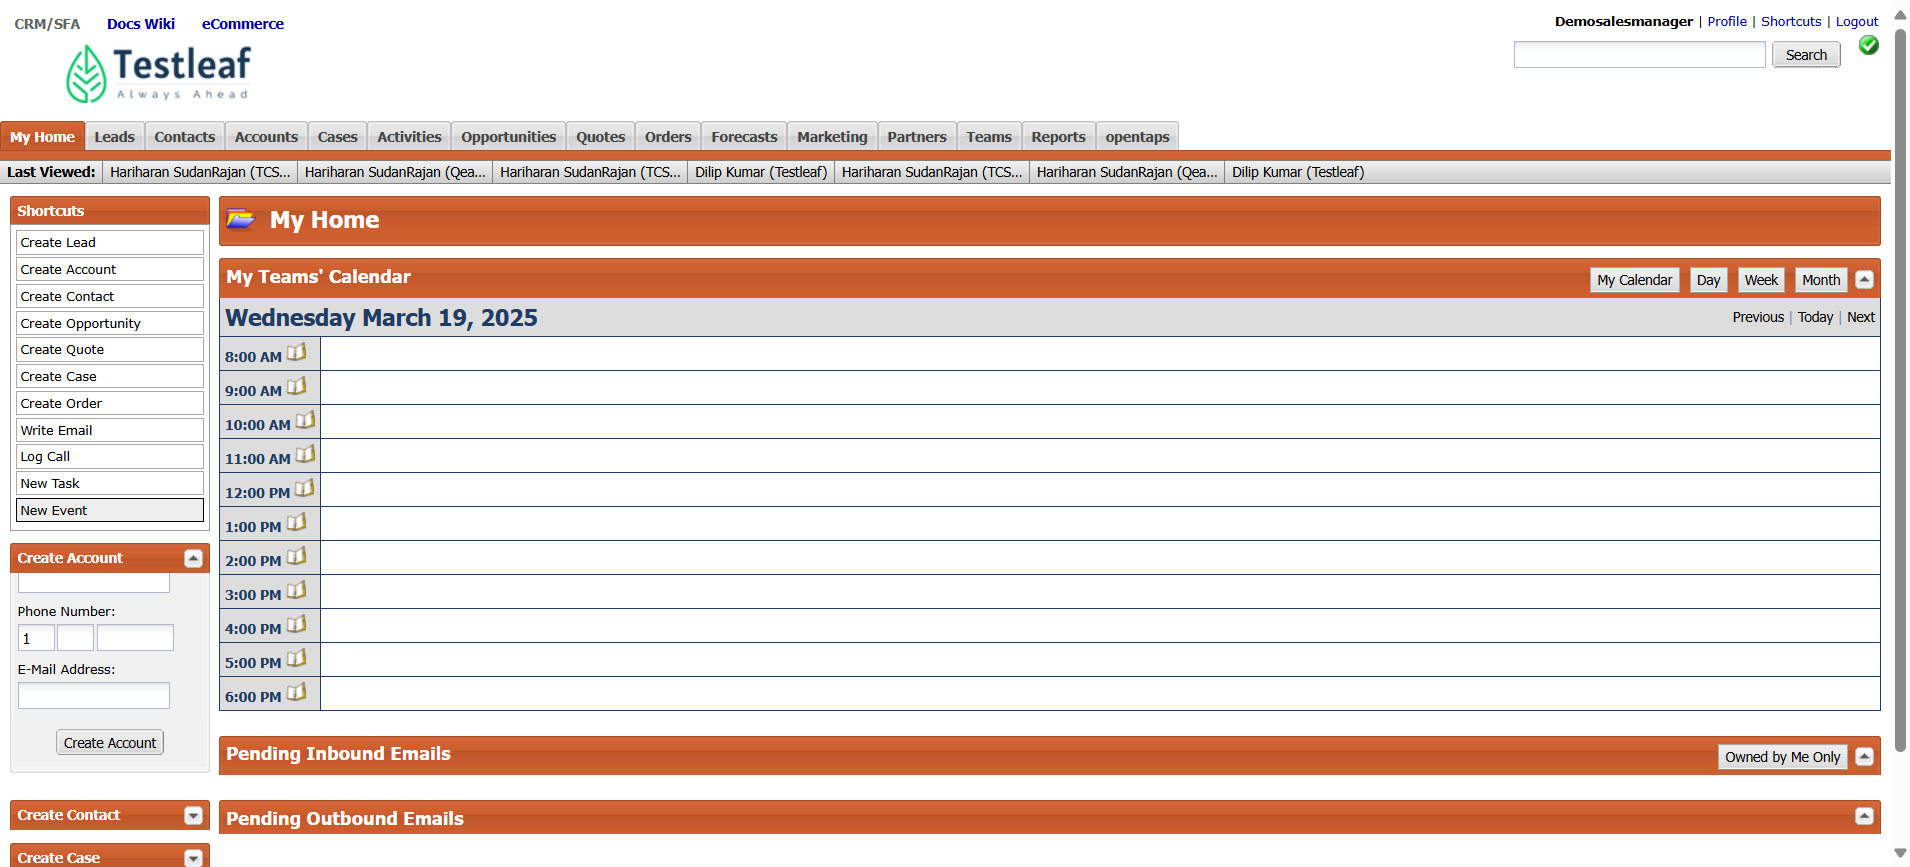 CRM/SFA Docs Wiki eCommerce
Demosalesmanager | Profile | Shortcuts | Logout
Testleaf
Always Ahead
Search
My Home Leads Contacts Accounts Cases Activities Opportunities Quotes Orders Forecasts Marketing Partners Teams Reports opentaps
Last Viewed: Hariharan SudanRajan (TCS... Hariharan SudanRajan (Qea... Hariharan SudanRajan (TCS... Dilip Kumar (Testleaf) Hariharan SudanRajan (TCS... Hariharan SudanRajan (Qea... Dilip Kumar (Testleaf)
Shortcuts
Create Lead
Create Account
Create Contact
Create Opportunity
Create Quote
Create Case
Create Order
Write Email
Log Call
New Task
New Event
Create Account
Phone Number:
1
E-Mail Address:
Create Account
Create Contact
Create Case
My Home
My Teams' Calendar
My Calendar Day Week Month
Wednesday March 19, 2025
Previous | Today | Next
8:00 AM
9:00 AM
10:00 AM
11:00 AM
12:00 PM
1:00 PM
2:00 PM
3:00 PM
4:00 PM
5:00 PM
6:00 PM
Pending Inbound Emails
Owned by Me Only
Pending Outbound Emails